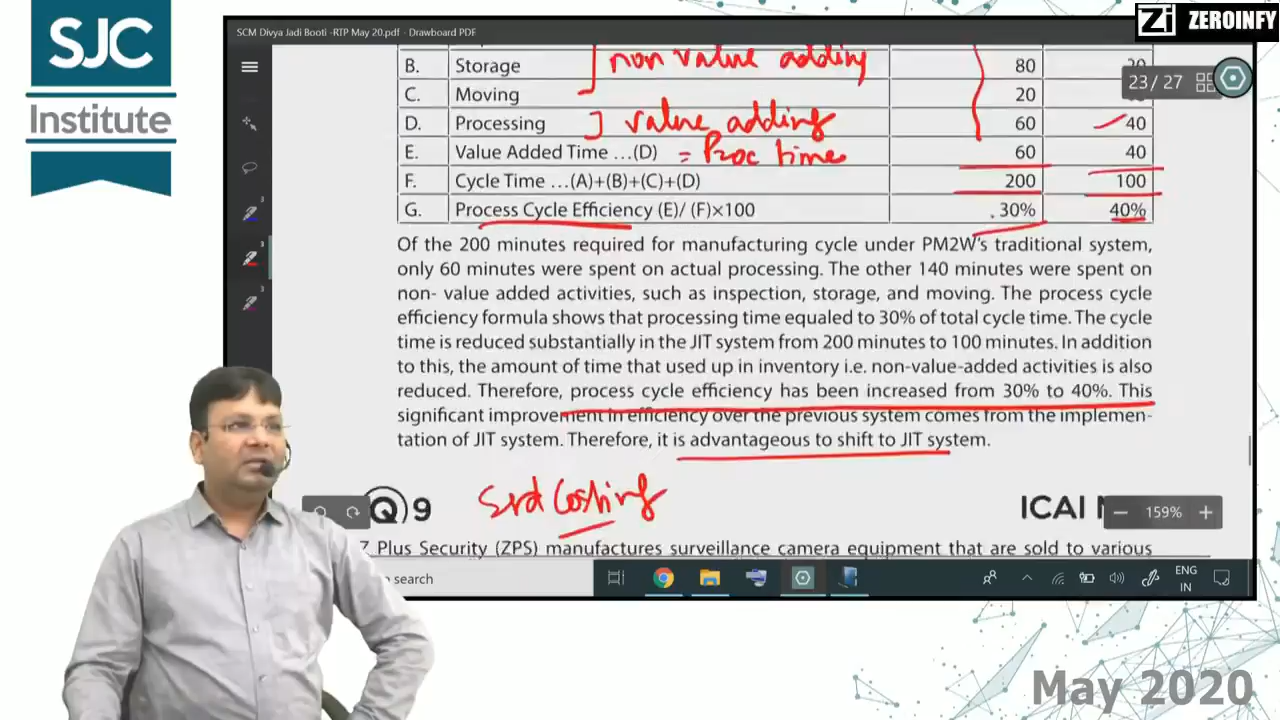 SJC
Institute
ZEROINFY
SCM Divya Jadi Booti -RTP May 20.pdf - Drawboard PDF
23 / 27
B. Storage non value adding 80
C. Moving 20
D. Processing value adding 60 40
E. Value Added Time …(D) = Proc time 60 40
F. Cycle Time …(A)+(B)+(C)+(D) 200 100
G. Process Cycle Efficiency (E)/ (F)×100 30% 40%
Of the 200 minutes required for manufacturing cycle under PM2W's traditional system,
only 60 minutes were spent on actual processing. The other 140 minutes were spent on
non- value added activities, such as inspection, storage, and moving. The process cycle
efficiency formula shows that processing time equaled to 30% of total cycle time. The cycle
time is reduced substantially in the JIT system from 200 minutes to 100 minutes. In addition
to this, the amount of time that used up in inventory i.e. non-value-added activities is also
reduced. Therefore, process cycle efficiency has been increased from 30% to 40%. This
significant improvement in efficiency over the previous system comes from the implemen-
tation of JIT system. Therefore, it is advantageous to shift to JIT system.
Q 9 Std Costing ICAI
159%
Z Plus Security (ZPS) manufactures surveillance camera equipment that are sold to various
search
ENG
IN
May 2020